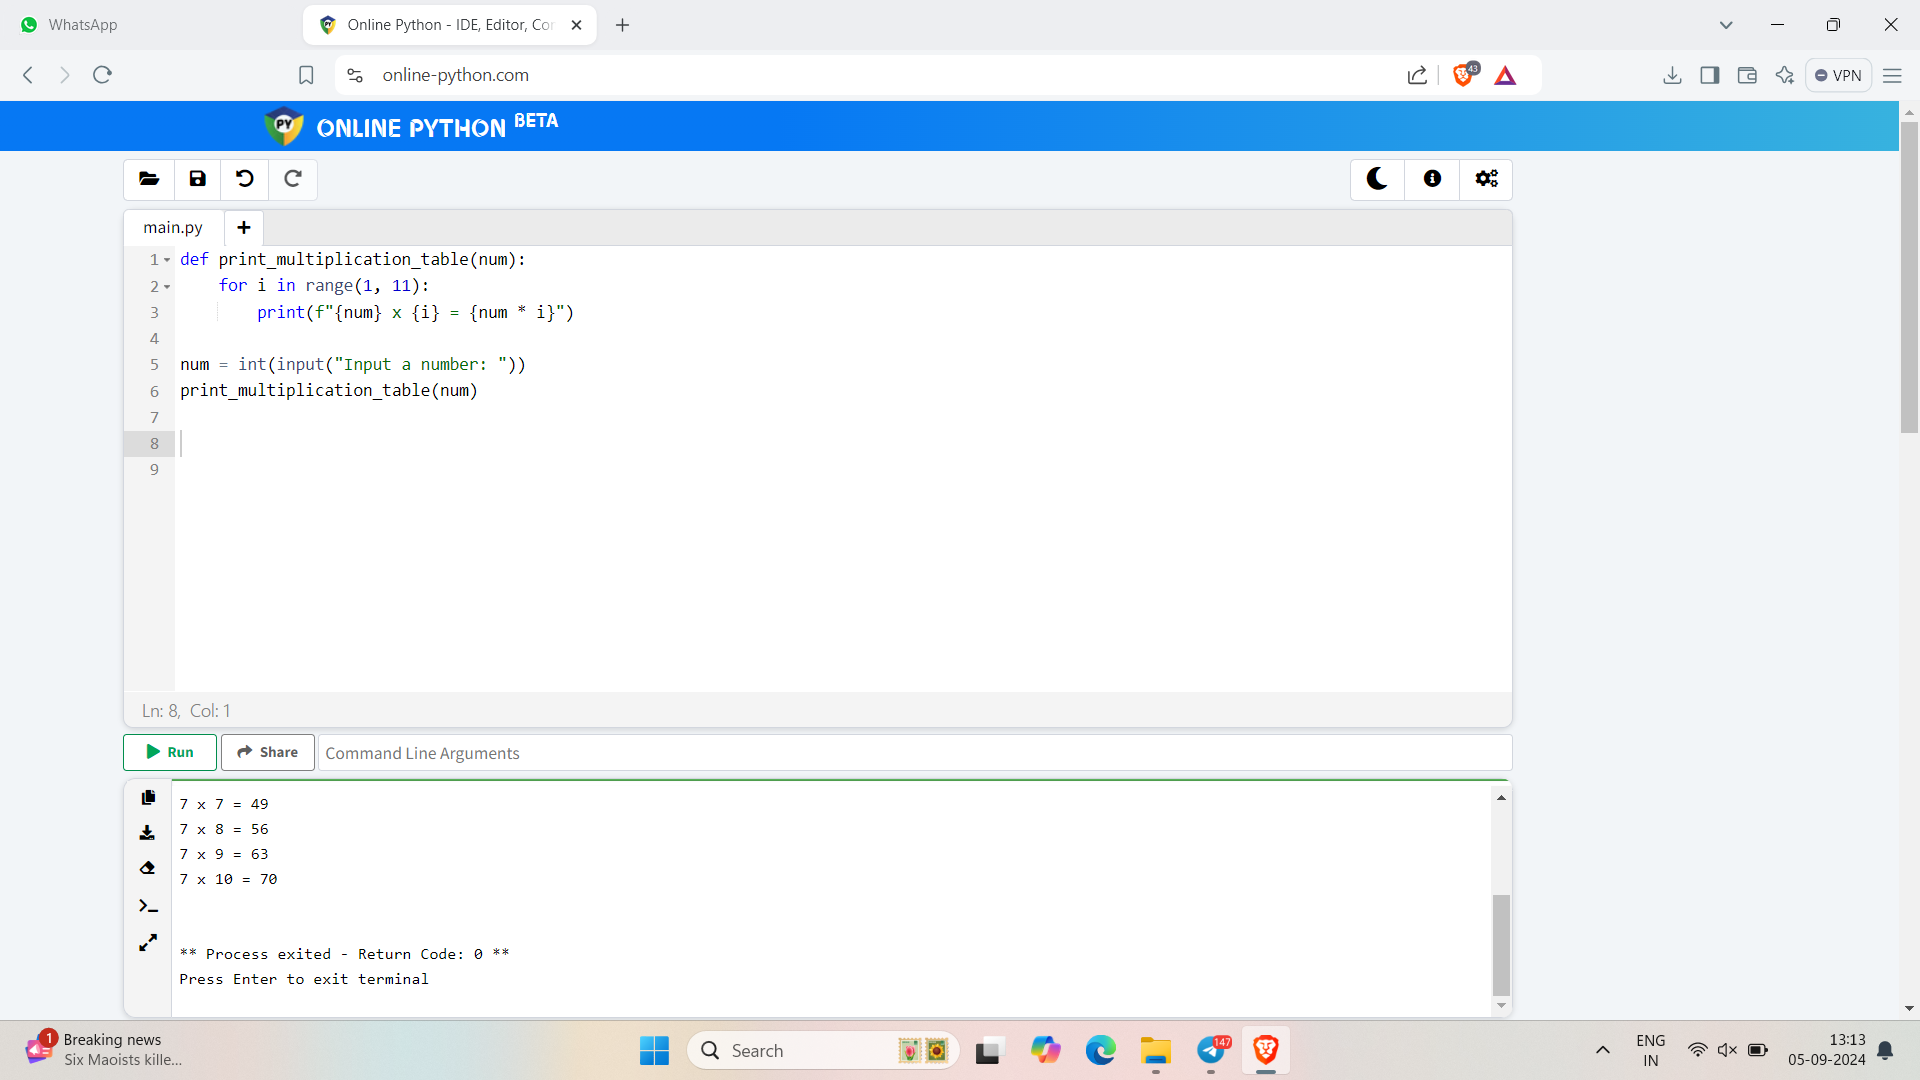 WhatsApp
Online Python - IDE, Editor, Cor
online-python.com
43
VPN
PY
ONLINE PYTHON BETA
main.py
+
1 def print_multiplication_table(num):
2 for i in range(1, 11):
3 print(f"{num} x {i} = {num * i}")
4
5 num = int(input("Input a number: "))
6 print_multiplication_table(num)
7
8
9
Ln: 8, Col: 1
Run
Share
Command Line Arguments
7 x 7 = 49
7 x 8 = 56
7 x 9 = 63
7 x 10 = 70
** Process exited - Return Code: 0 **
Press Enter to exit terminal
1
Breaking news
Six Maoists kille...
Search
147
ENG
IN
13:13
05-09-2024